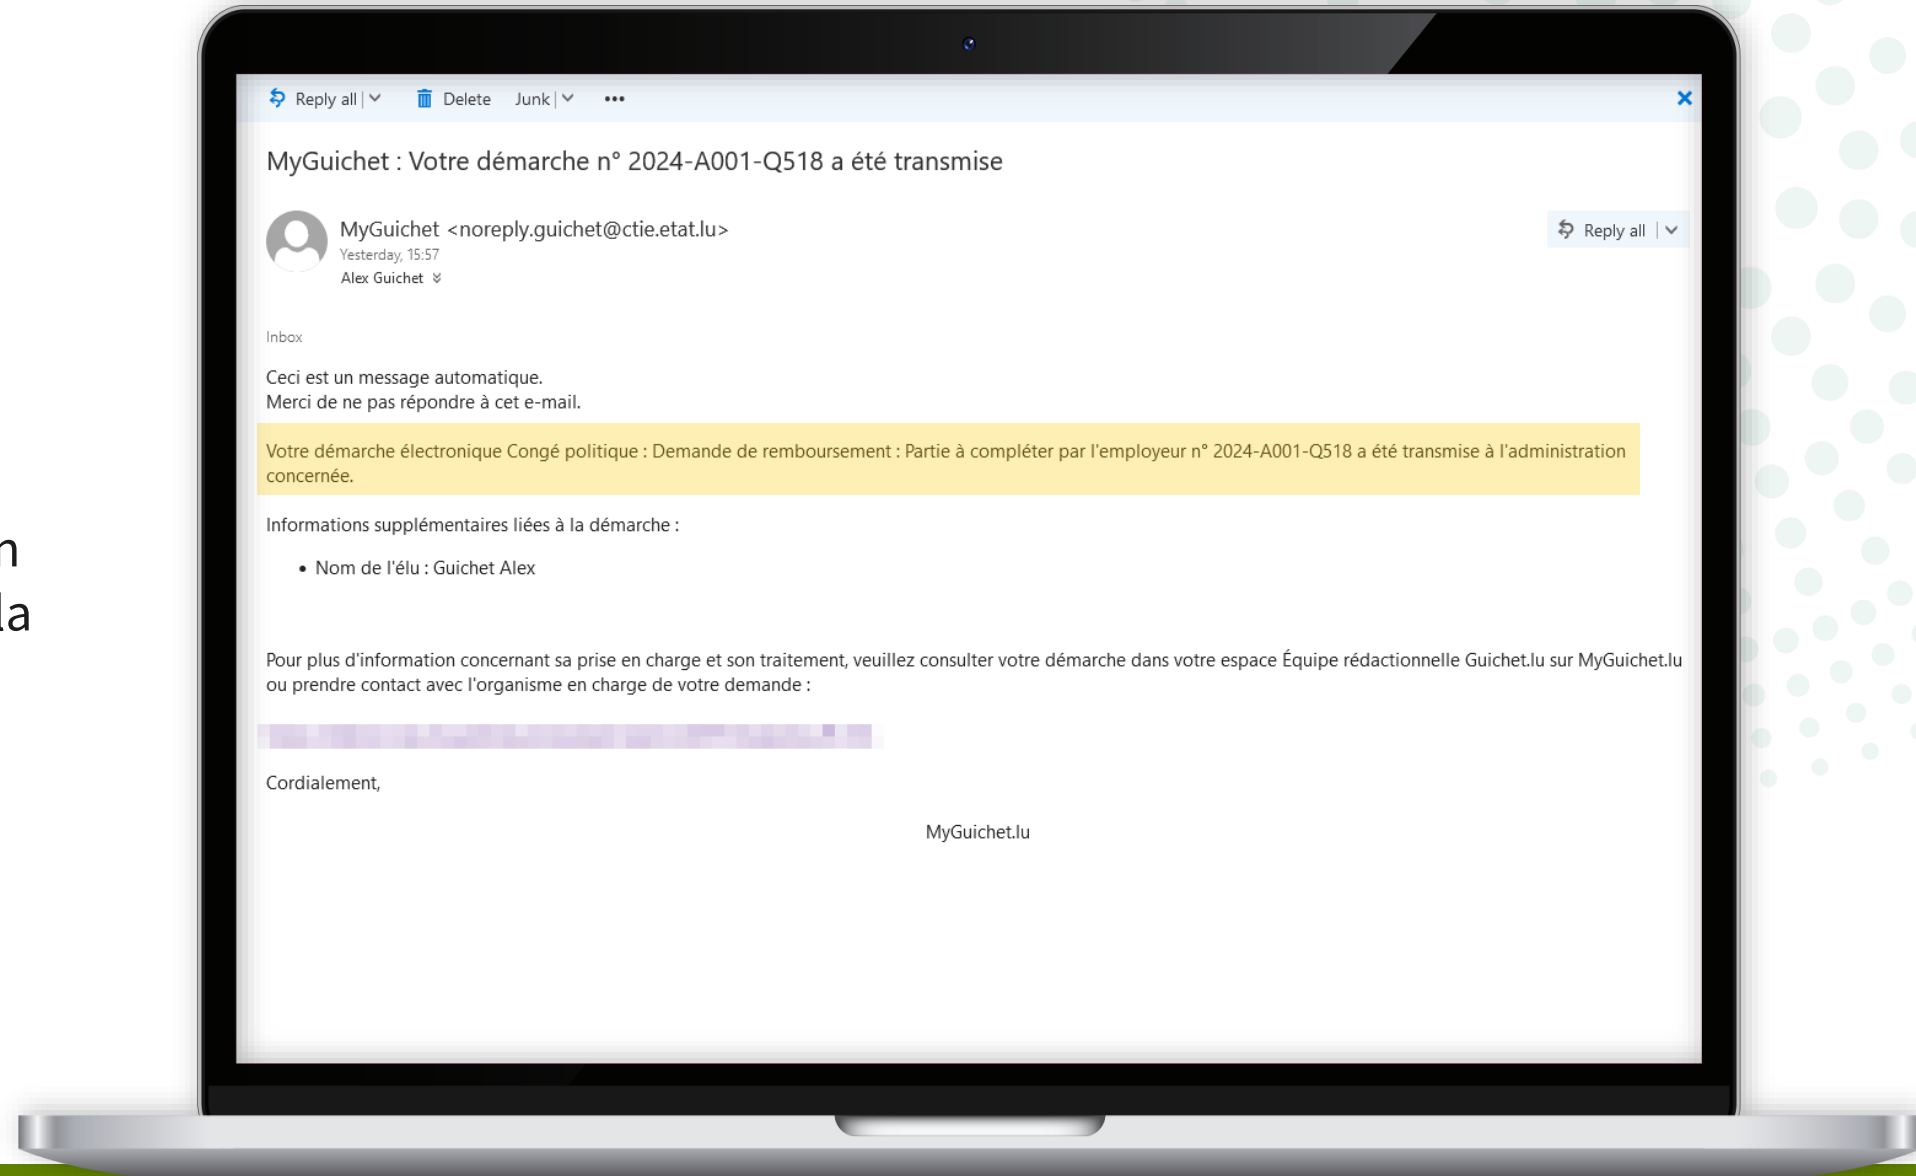 Reply all
Delete
Junk
MyGuichet : Votre démarche n° 2024-A001-Q518 a été transmise
MyGuichet <noreply.guichet@ctie.etat.lu>
Reply all
Yesterday, 15:57
Alex Guichet
Inbox
Ceci est un message automatique.
Merci de ne pas répondre à cet e-mail.
Votre démarche électronique Congé politique : Demande de remboursement : Partie à compléter par l'employeur n° 2024-A001-Q518 a été transmise à l'administration
concernée.
Informations supplémentaires liées à la démarche :
• Nom de l'élu : Guichet Alex
la
Pour plus d'information concernant sa prise en charge et son traitement, veuillez consulter votre démarche dans votre espace Équipe rédactionnelle Guichet.lu sur MyGuichet.lu
ou prendre contact avec l'organisme en charge de votre demande :
Cordialement,
MyGuichet.lu